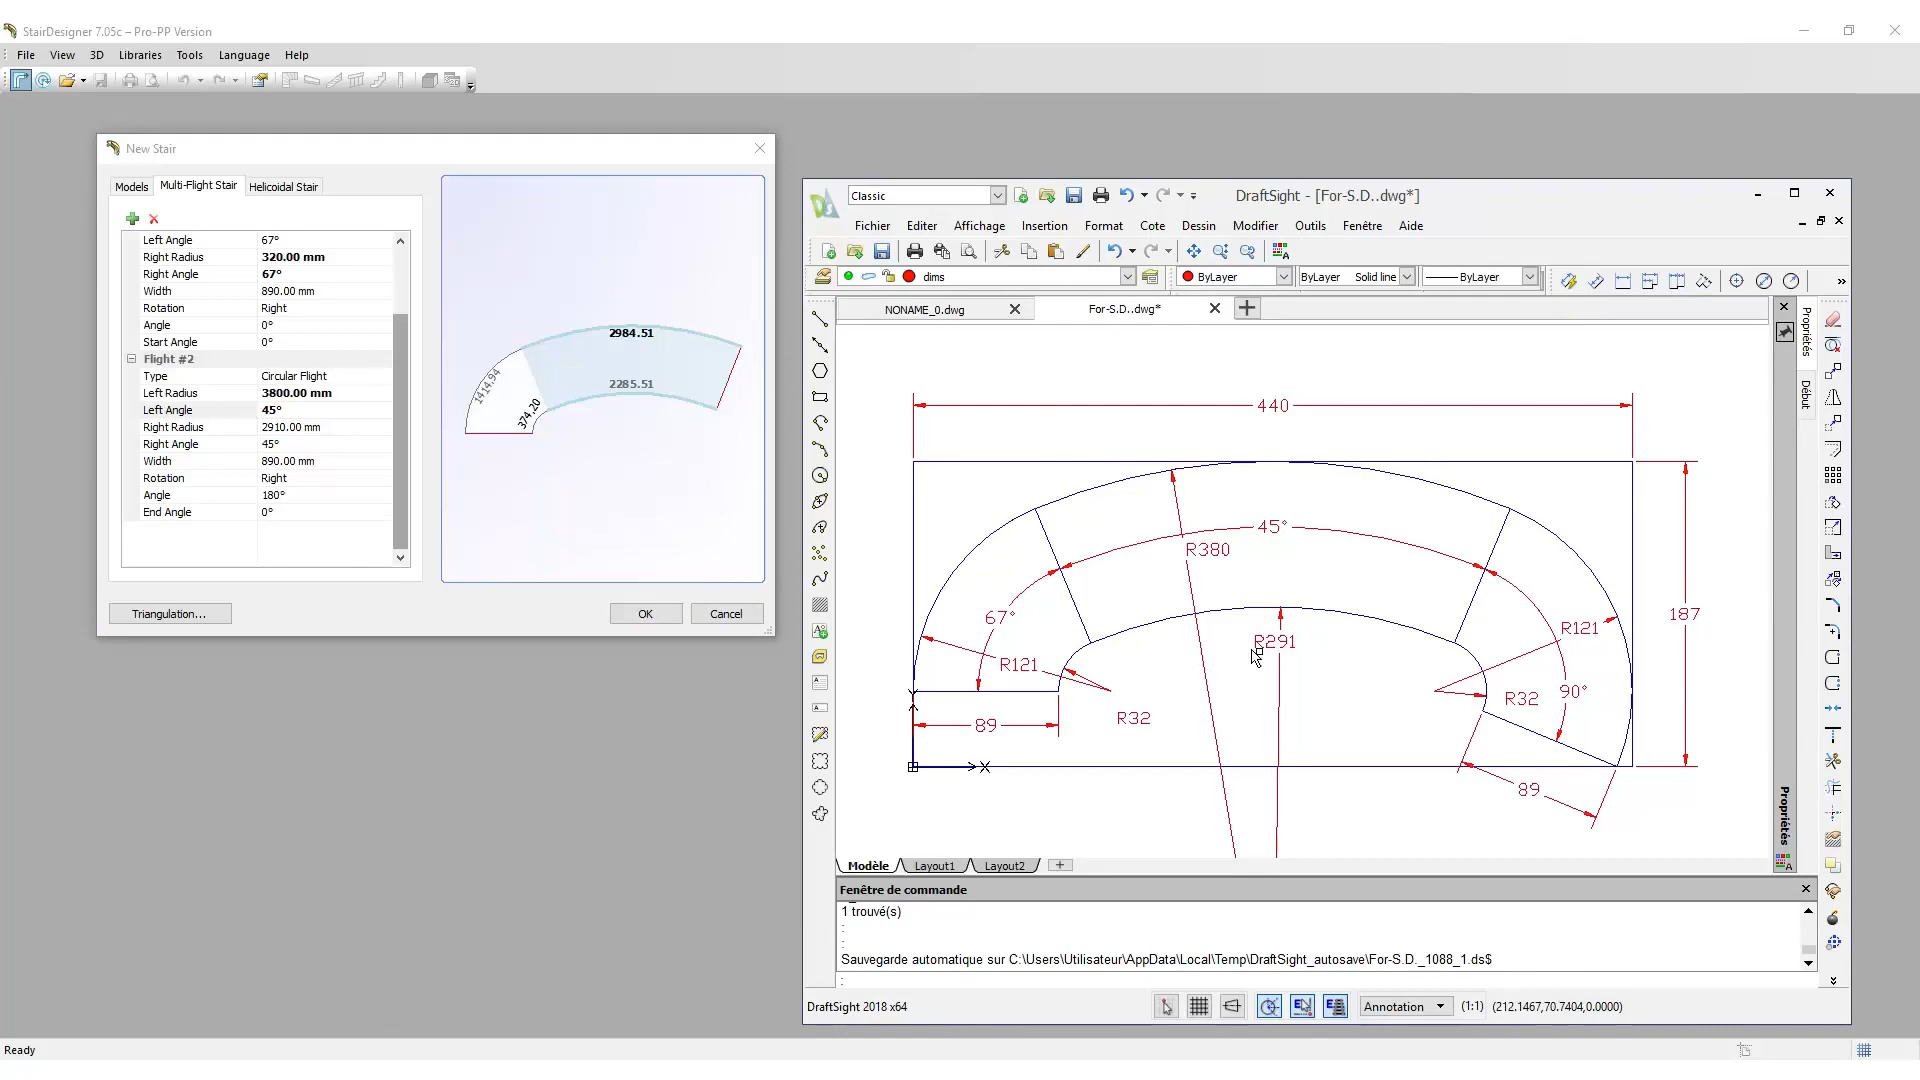 StairDesigner 7.05c – Pro-PP Version
File View 3D Libraries Tools Language Help
New Stair
Models Multi-Flight Stair Helicoidal Stair
Left Angle 67°
Right Radius 320.00 mm
Right Angle 67°
Width 890.00 mm
Rotation Right
Angle 0°
Start Angle 0°
Flight #2
Type Circular Flight
Left Radius 3800.00 mm
Left Angle 45°
Right Radius 2910.00 mm
Right Angle 45°
Width 890.00 mm
Rotation Right
Angle 180°
End Angle 0°
2984.51
2285.51
1414.94
374.20
Triangulation... OK Cancel
Classic DraftSight - [For-S.D..dwg*]
Fichier Editer Affichage Insertion Format Cote Dessin Modifier Outils Fenêtre Aide
dims ByLayer ByLayer Solid line ByLayer
NONAME_0.dwg For-S.D..dwg*
Propriétés
Début
440
45°
R380
67°
187
R121
R291
R121
90°
R32
R32
89
89
X
Y
Propriétés
Modèle Layout1 Layout2
Fenêtre de commande
1 trouvé(s)
:
:
Sauvegarde automatique sur C:\Users\Utilisateur\AppData\Local\Temp\DraftSight_autosave\For-S.D._1088_1.ds$
:
DraftSight 2018 x64 Annotation (1:1) (212.1467,70.7404,0.0000)
Ready